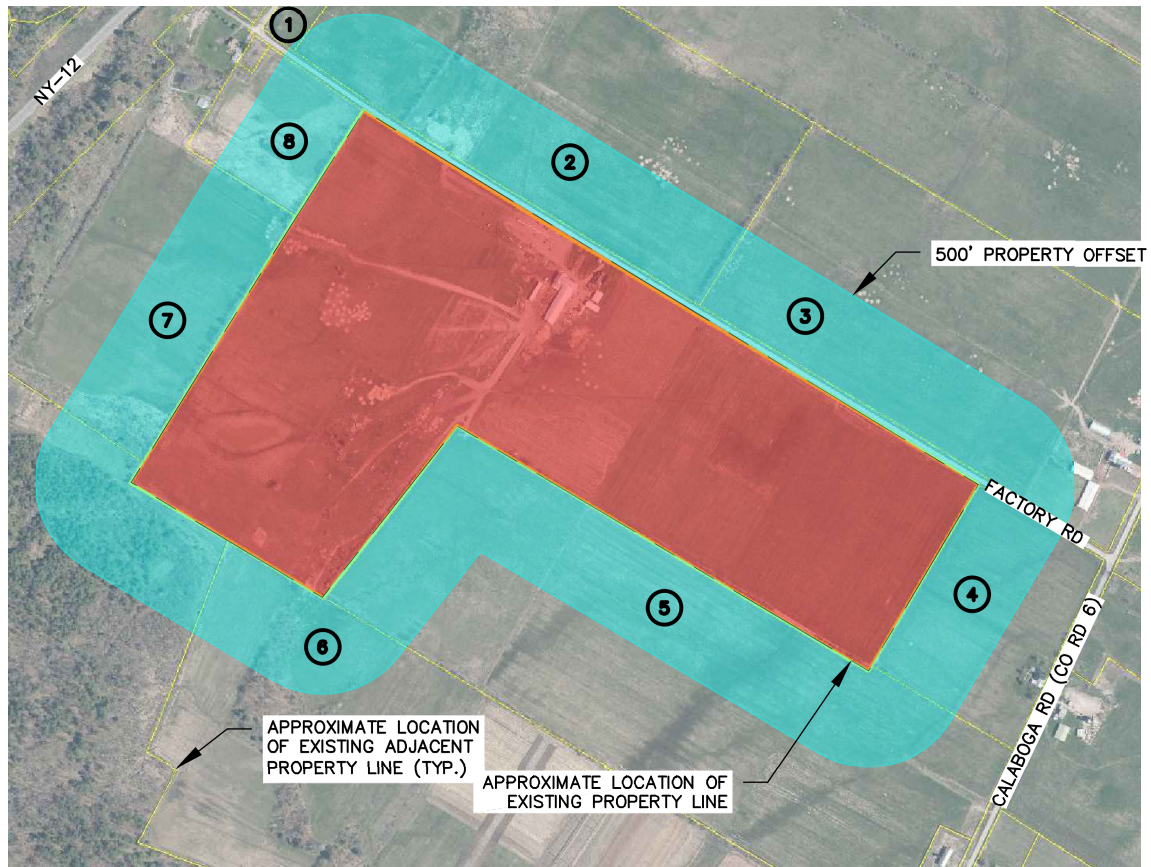 1
NY-12
8
2
500' PROPERTY OFFSET
3
7
FACTORY RD
4
5
6
CALABOGA RD (CO RD 6)
APPROXIMATE LOCATION
OF EXISTING ADJACENT
PROPERTY LINE (TYP.)
APPROXIMATE LOCATION OF
EXISTING PROPERTY LINE